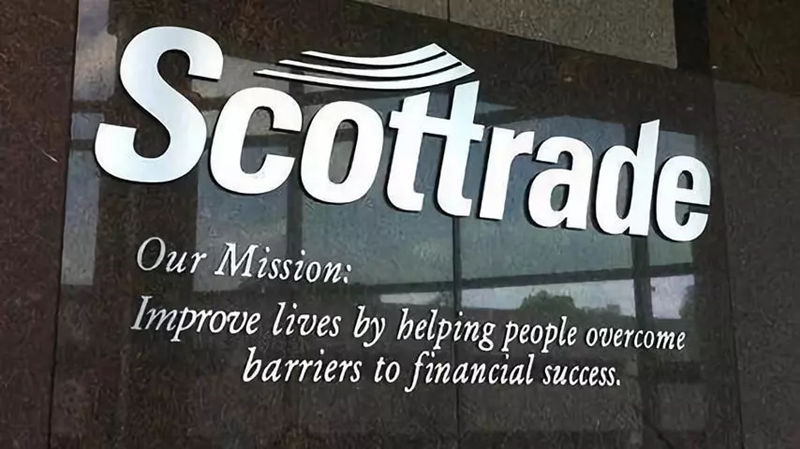 Scottrade
Our Mission:
Improve lives by helping people overcome
barriers to financial success.